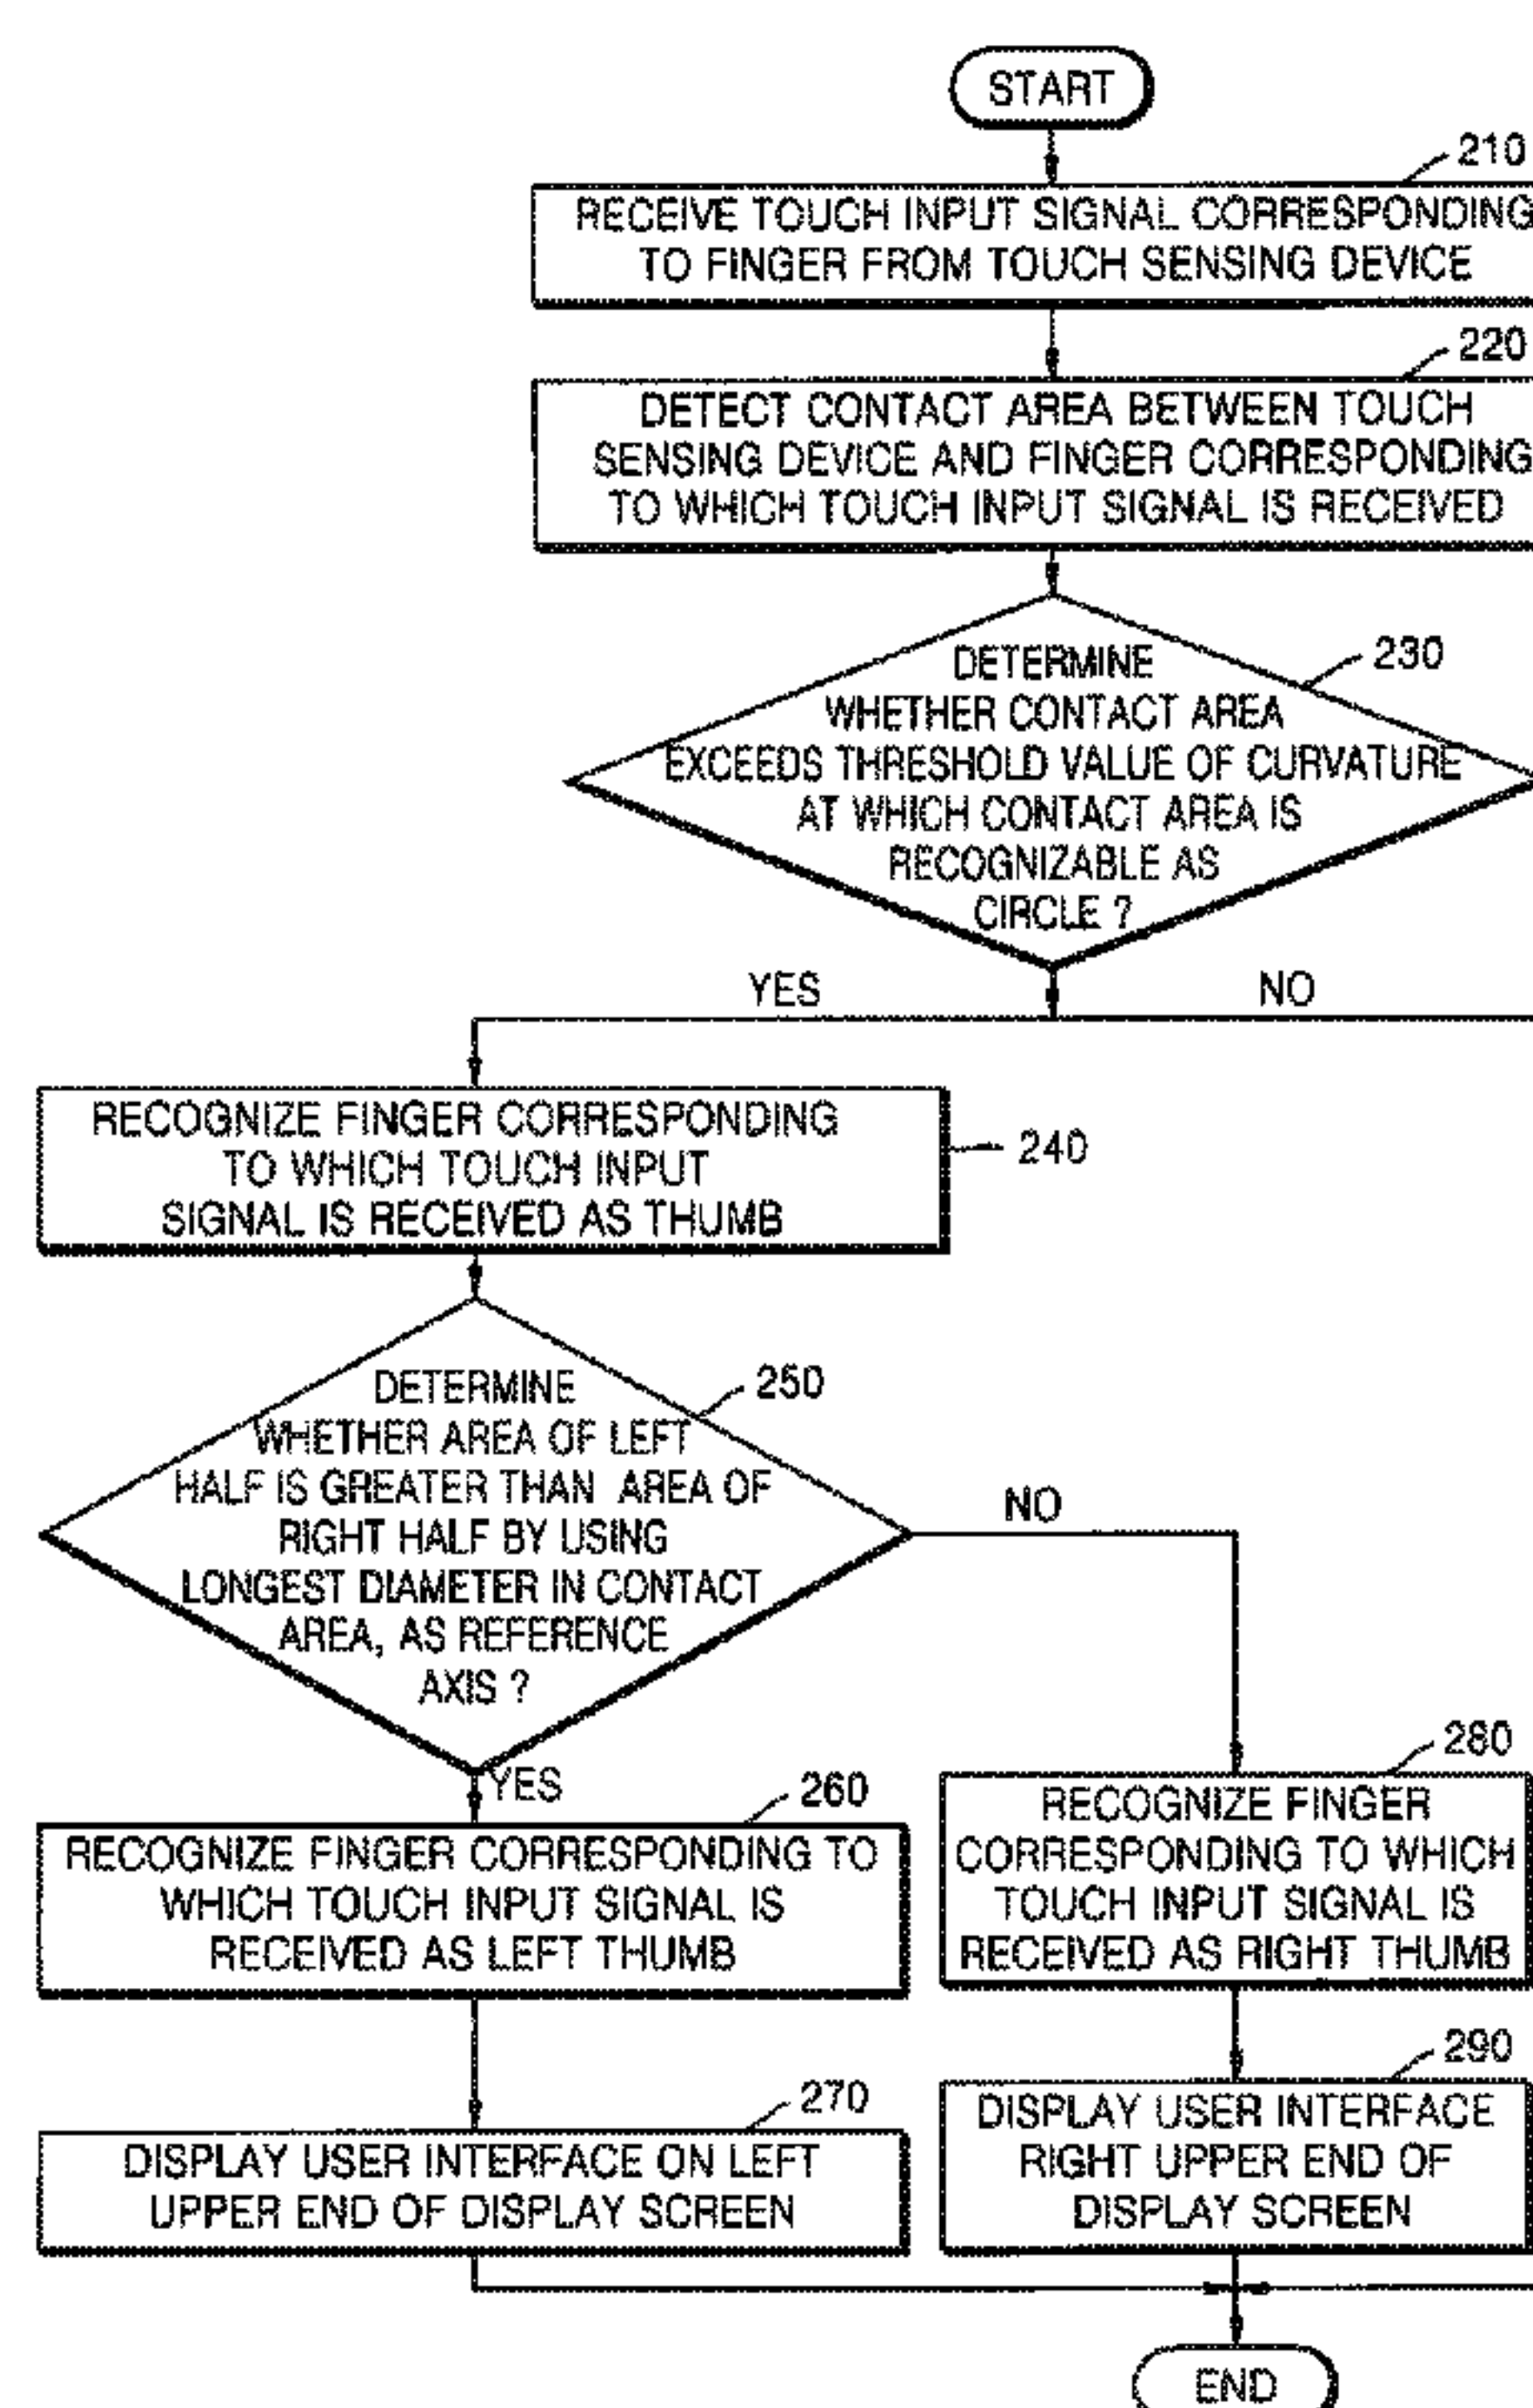 START
210
RECEIVE TOUCH INPUT SIGNAL CORRESPONDING
TO FINGER FROM TOUCH SENSING DEVICE
220
DETECT CONTACT AREA BETWEEN TOUCH
SENSING DEVICE AND FINGER CORRESPONDING
TO WHICH TOUCH INPUT SIGNAL IS RECEIVED
230
DETERMINE
WHETHER CONTACT AREA
EXCEEDS THRESHOLD VALUE OF CURVATURE
AT WHICH CONTACT AREA IS
RECOGNIZABLE AS
CIRCLE ?
YES
NO
RECOGNIZE FINGER CORRESPONDING
TO WHICH TOUCH INPUT
SIGNAL IS RECEIVED AS THUMB
240
250
DETERMINE
WHETHER AREA OF LEFT
HALF IS GREATER THAN AREA OF
RIGHT HALF BY USING
LONGEST DIAMETER IN CONTACT
AREA, AS REFERENCE
AXIS ?
NO
YES
260
RECOGNIZE FINGER CORRESPONDING TO
WHICH TOUCH INPUT SIGNAL IS
RECEIVED AS LEFT THUMB
280
RECOGNIZE FINGER
CORRESPONDING TO WHICH
TOUCH INPUT SIGNAL IS
RECEIVED AS RIGHT THUMB
270
DISPLAY USER INTERFACE ON LEFT
UPPER END OF DISPLAY SCREEN
290
DISPLAY USER INTERFACE
RIGHT UPPER END OF
DISPLAY SCREEN
END